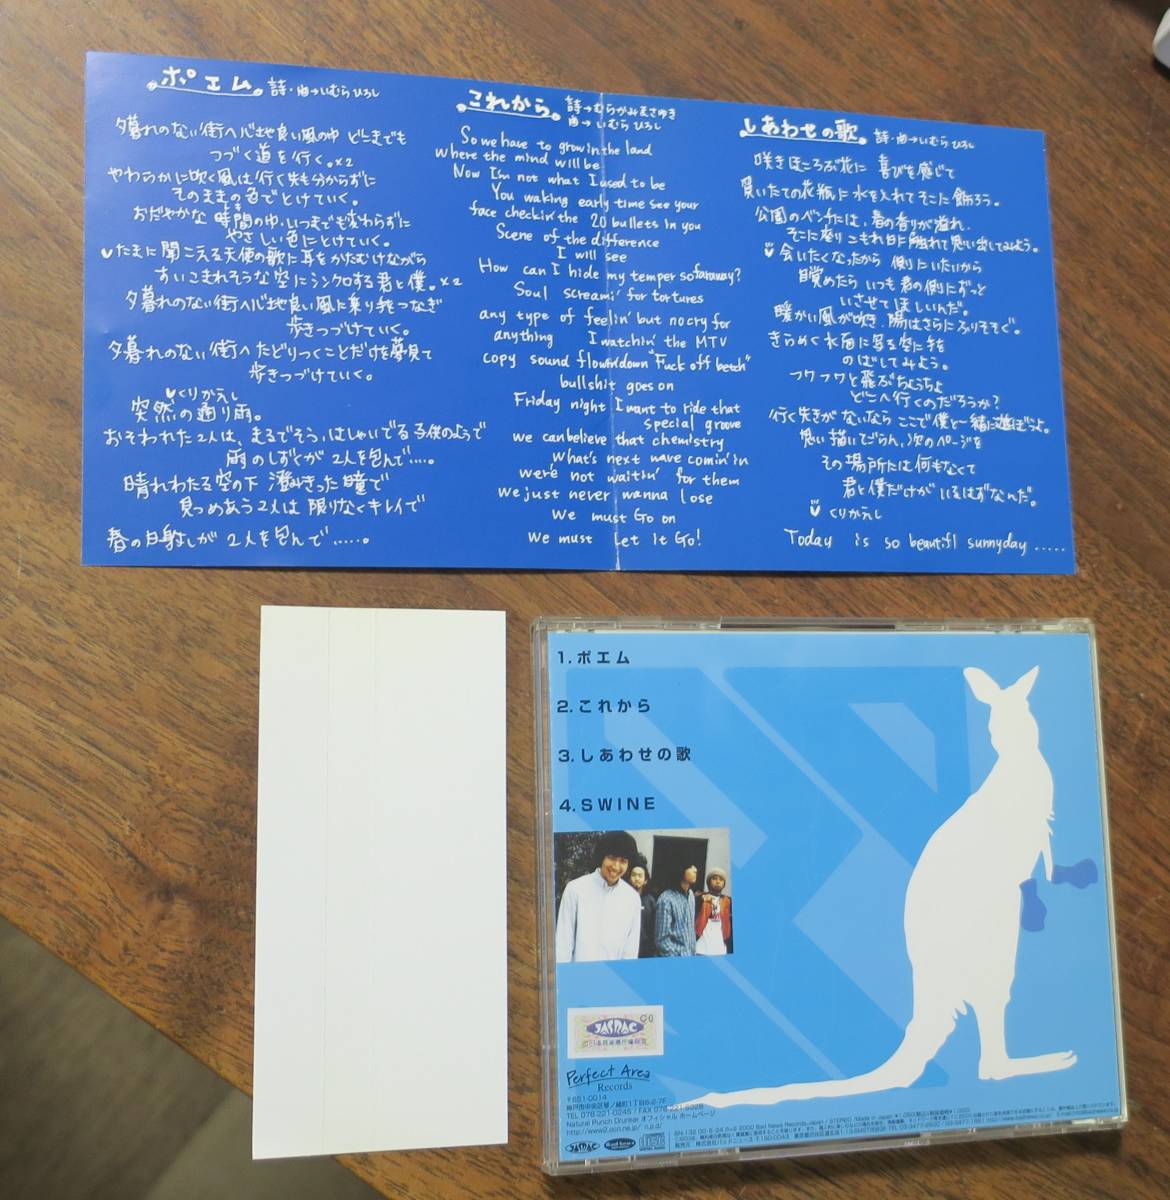 ポエム 詩・曲→いむらひろし
夕暮れのない街へ心地良い風の中 どこまでも
つづく道を行く。×2
やわらかに吹く風は行く先も分からずに
そのままの色でとけていく。
おだやかな時間の中、いつまでも変わらずに
やさしい色にとけていく。
たまに聞こえる天使の歌に耳をかたむけながら
すいこまれそうな空にシンクロする君と僕。×2
夕暮れのない街へ心地良い風に乗り
歩きつづけていく。
夕暮れのない街へたどりつくことだけを夢見て
歩きつづけていく。
くりかえし
突然の通り雨。
おそわれた2人は、まるでそう、はしゃいでる子供のようで
雨のしずくが 2人を包んで.....。
晴れわたる空の下 澄みきった瞳で
見つめあう2人は 限りなくキレイで
春の日射しが 2人を包んで......。
これから 詩→むらかみまさゆき
曲→いむらひろし
So we have to grow in the land
where the mind will be
Now I'm not what I used to be
You waking early time see your
face checkin' the 20 bullets in you
Scene of the difference
I will see
How can I hide my temper so faraway?
Soul screami' for tortures
any type of feelin' but no cry for
anything I watchin' the MTV
copy sound flowndown "Fuck off betch"
bullshit goes on
Friday night I want to ride that
special groove
we canbelieve that chemistry
What's next wave comin' in
were not waitin' for them
We just never wanna lose
We must Go on
We must Let it Go!
しあわせの歌 詩・曲→いむらひろし
咲きほころぶ花に 喜びを感じて
買いたての花瓶に水を入れてそこに飾ろう。
公園のベンチには、春の香りが溢れ、
そこに座りこもれ日に触れて思い出してみよう。
会いたくなったから 側にいたいから
目覚めたら いつも君の側にずっと
いさせてほしいんだ。
暖かい風が吹き、陽はさらにふりそそぐ。
きらめく水面に写る空に手を
のばしてみよう。
フワフワと飛ぶちょうちょ
どこへ行くのだろうか?
行く先がないなら ここで僕と一緒に遊ぼうよ。
思い描いてごらん、次のページを
その場所には何もなくて
君と僕だけが いるはずなんだ。
くりかえし
Today is so beautifl sunnyday .....
1.ポエム
2.これから
3.しあわせの歌
4.SWINE
JASRAC
Perfect Area
Records
〒651-0014
TEL 078-221-0245 / FAX 078-221-9328
Natural Punch Drunker オフィシャル ホームページ
JASRAC